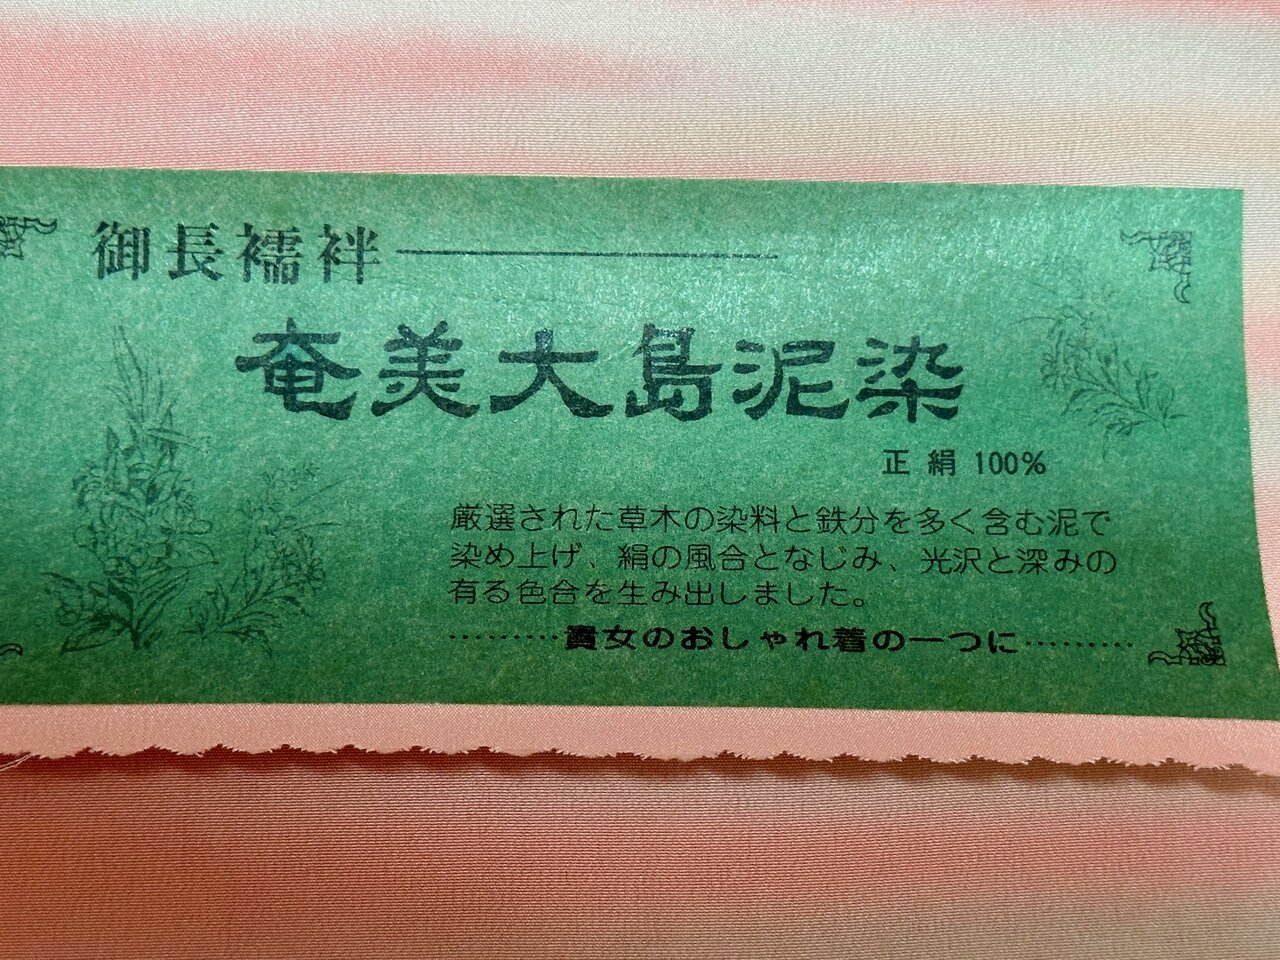 御長襦袢
奄美大島泥染
正絹 100%
厳選された草木の染料と鉄分を多く含む泥で
染め上げ、絹の風合となじみ、光沢と深みの
有る色合を生み出しました。
………貴女のおしゃれ着の一つに………